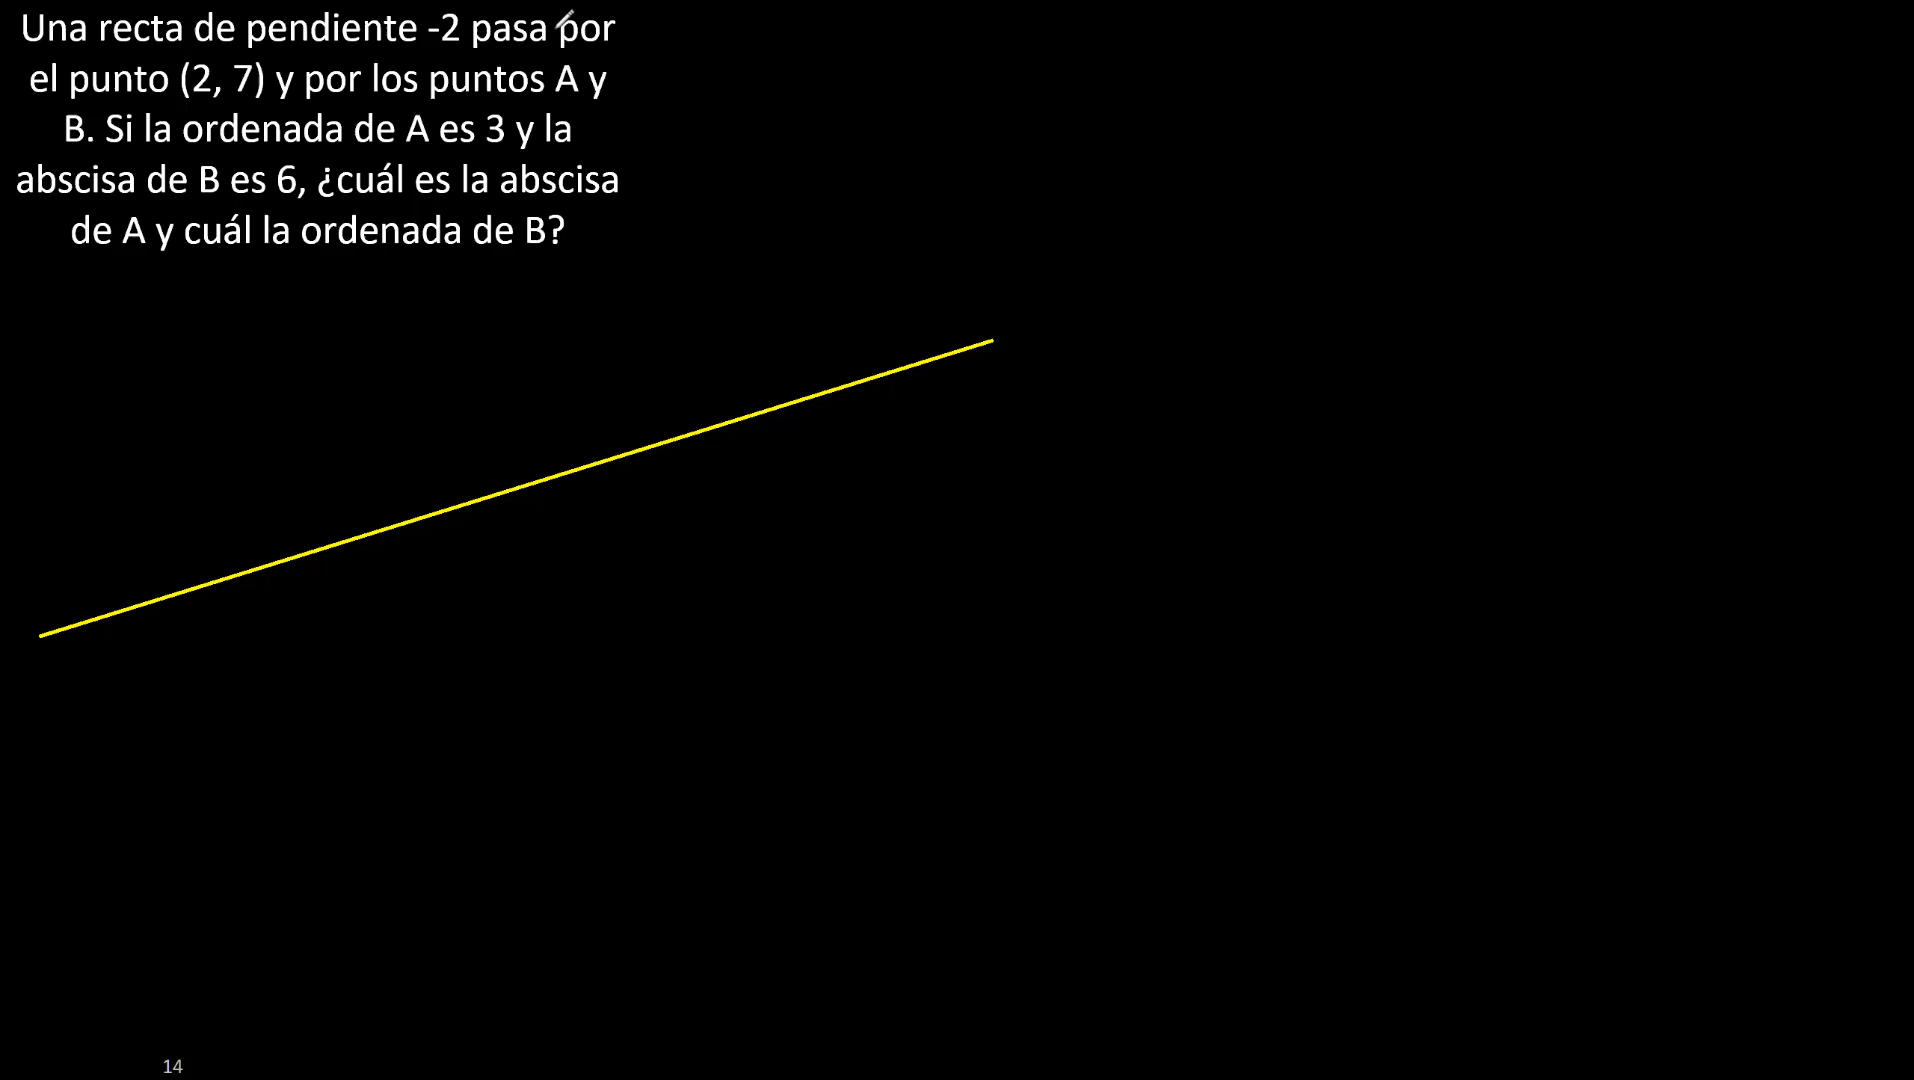 Una recta de pendiente -2 pasa por
el punto (2, 7) y por los puntos A y
B. Si la ordenada de A es 3 y la
abscisa de B es 6, ¿cuál es la abscisa
de A y cuál la ordenada de B?
14